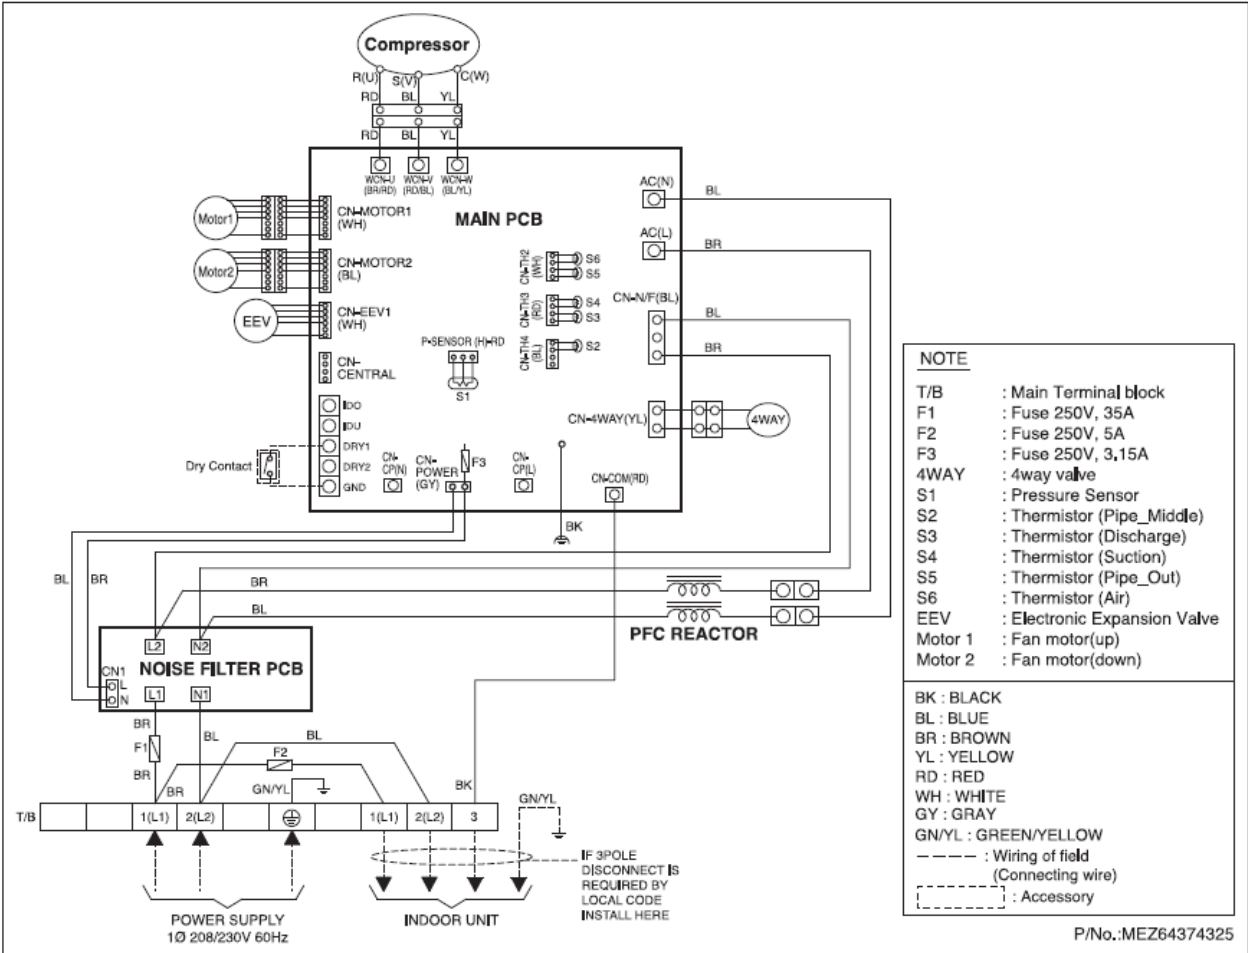 Compressor
R(U) S(V) C(W)
RD BL YL
RD BL YL
WCN-U (BR/RD)
WCN-V (RD/BL)
WCN-W (BL/YL)
MAIN PCB
AC(N)
BL
AC(L)
BR
Motor1
CN-MOTOR1
(WH)
Motor2
CN-MOTOR2
(BL)
EEV
CN-EEV1
(WH)
CN-
CENTRAL
CN-TH2
(WH)
S6
S5
CN-TH3
(RD)
S4
S3
CN-TH4
(BL)
S2
CN-N/F(BL)
BL
BR
P-SENSOR (H)-RD
S1
IDO
IDU
DRY1
DRY2
GND
Dry Contact
CN-
CP(N)
CN-
POWER
(GY)
F3
CN-
CP(L)
CN-4WAY(YL)
4WAY
CN-COM(RD)
BK
BL
BR
BR
BL
PFC REACTOR
L2 N2
NOISE FILTER PCB
CN1
L
N
L1 N1
BR
F1
BR
BL
BR
BL
F2
GN/YL
BK
GN/YL
T/B
1(L1) 2(L2) 1(L1) 2(L2) 3
POWER SUPPLY
1Ø 208/230V 60Hz
INDOOR UNIT
IF 3POLE
DISCONNECT IS
REQUIRED BY
LOCAL CODE
INSTALL HERE
NOTE
T/B : Main Terminal block
F1 : Fuse 250V, 35A
F2 : Fuse 250V, 5A
F3 : Fuse 250V, 3.15A
4WAY : 4way valve
S1 : Pressure Sensor
S2 : Thermistor (Pipe_Middle)
S3 : Thermistor (Discharge)
S4 : Thermistor (Suction)
S5 : Thermistor (Pipe_Out)
S6 : Thermistor (Air)
EEV : Electronic Expansion Valve
Motor 1 : Fan motor(up)
Motor 2 : Fan motor(down)
BK : BLACK
BL : BLUE
BR : BROWN
YL : YELLOW
RD : RED
WH : WHITE
GY : GRAY
GN/YL : GREEN/YELLOW
: Wiring of field
(Connecting wire)
: Accessory
P/No.:MEZ64374325